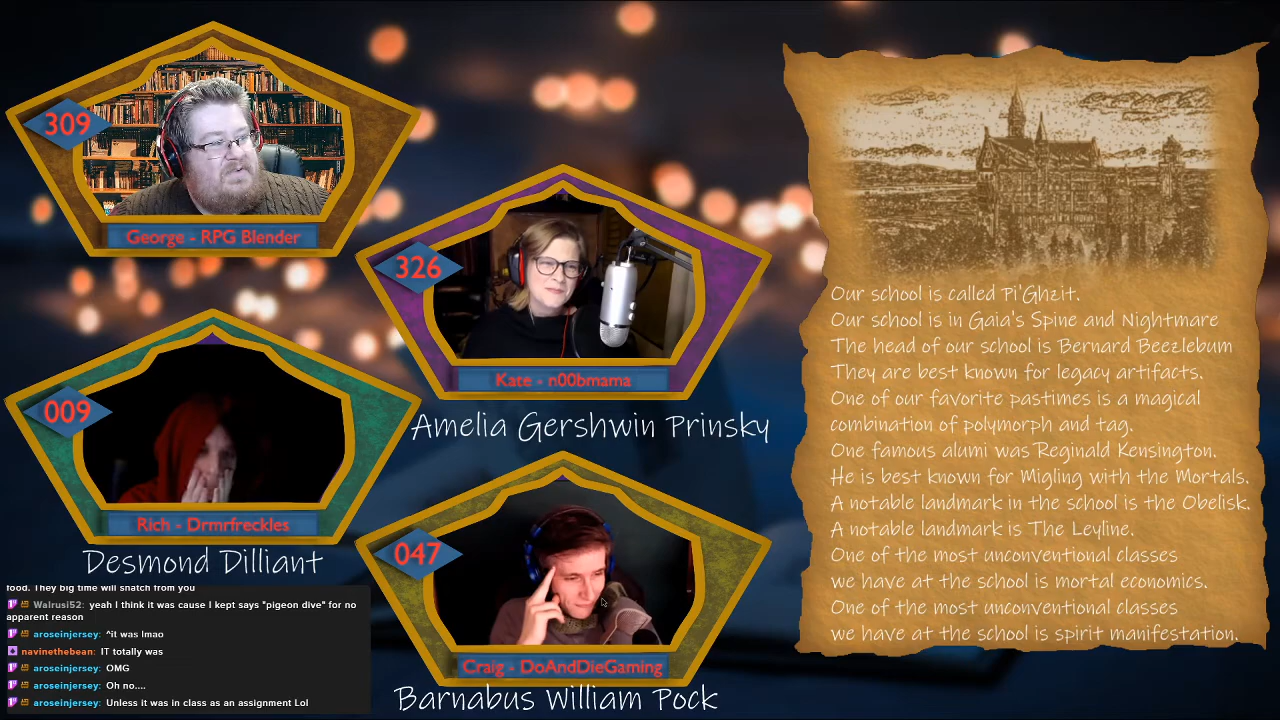 309
George - RPG Blender
326
Kate - n00bmama
Amelia Gershwin Prinsky
009
Rich - Drmrfreckles
Desmond Dilliant
047
Craig - DoAndDieGaming
Barnabus William Pock
food. They big time will snatch from you
Walrusi52: yeah I think it was cause I kept says "pigeon dive" for no
apparent reason
aroseinjersey: ^it was lmao
navinethebean: IT totally was
aroseinjersey: OMG
aroseinjersey: Oh no....
aroseinjersey: Unless it was in class as an assignment Lol
Our school is called Pi'Ghzit.
Our school is in Gaia's Spine and Nightmare
The head of our school is Bernard Beezlebum
They are best known for legacy artifacts.
One of our favorite pastimes is a magical
combination of polymorph and tag.
One famous alumi was Reginald Kensington.
He is best known for Migling with the Mortals.
A notable landmark in the school is the Obelisk.
A notable landmark is The Leyline.
One of the most unconventional classes
we have at the school is mortal economics.
One of the most unconventional classes
we have at the school is spirit manifestation.